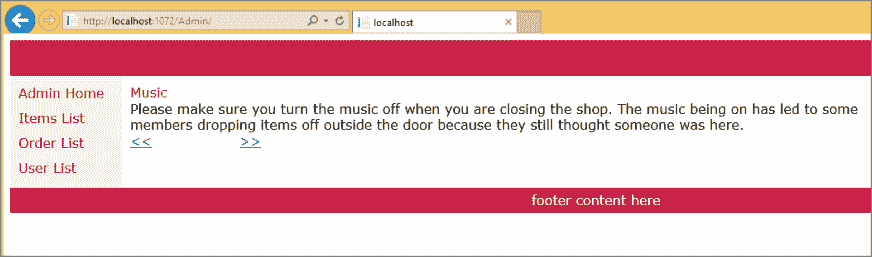 http://localhost:1072/Admin/
localhost
Admin Home
Items List
Order List
User List
Music
Please make sure you turn the music off when you are closing the shop. The music being on has led to some
members dropping items off outside the door because they still thought someone was here.
<< >>
footer content here